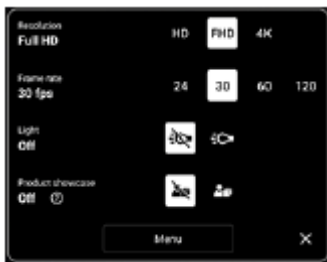 Resolution
Full HD
HD FHD 4K
Frame rate
30 fps
24 30 60 120
Light
Off
Product showcase
Off ?
Menu ×